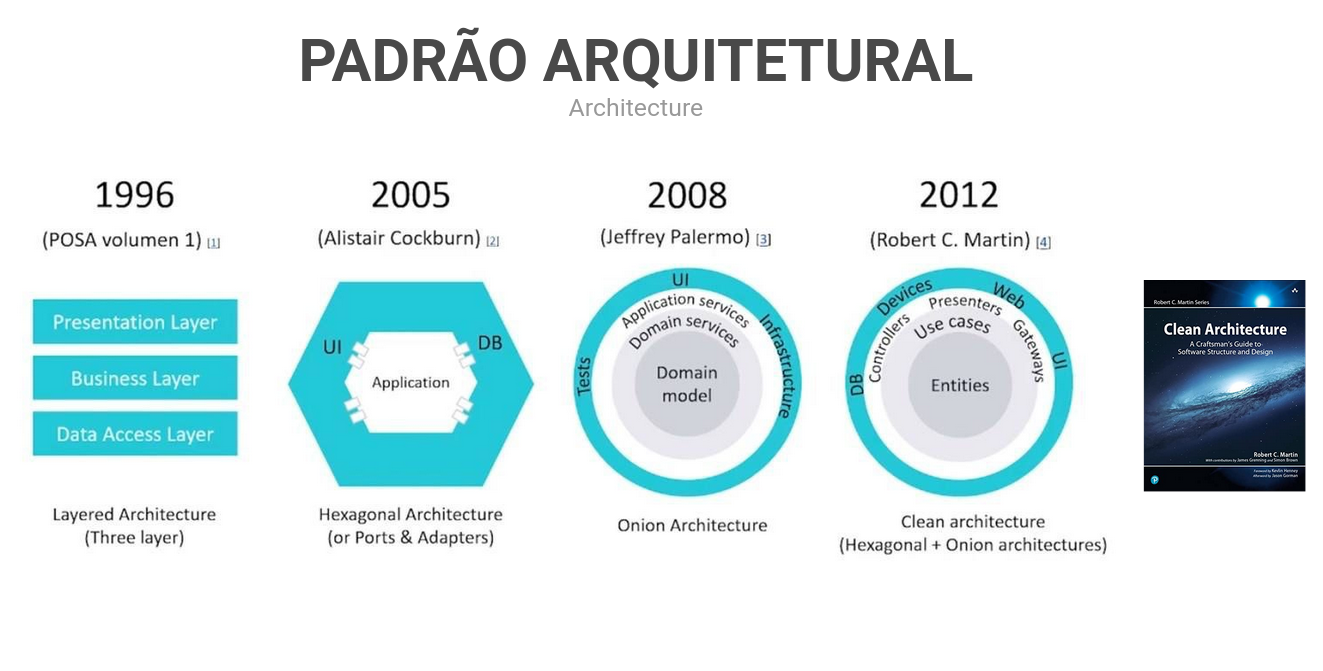 PADRÃO ARQUITETURAL
Architecture
1996
(POSA volumen 1) [1]
Presentation Layer
Business Layer
Data Access Layer
Layered Architecture
(Three layer)
2005
(Alistair Cockburn) [2]
UI
DB
Application
Hexagonal Architecture
(or Ports & Adapters)
2008
(Jeffrey Palermo) [3]
UI
Application services
Domain services
Tests
Infrastructure
Domain
model
Onion Architecture
2012
(Robert C. Martin) [4]
Devices
Web
Presenters
Use cases
Controllers
Gateways
DB
UI
Entities
Clean architecture
(Hexagonal + Onion architectures)
Robert C. Martin Series
Clean Architecture
A Craftsman's Guide to
Software Structure and Design
Robert C. Martin
With contributions by James Grenning and Simon Brown
Foreword by Kevlin Henney
Afterword by Jason Gorman